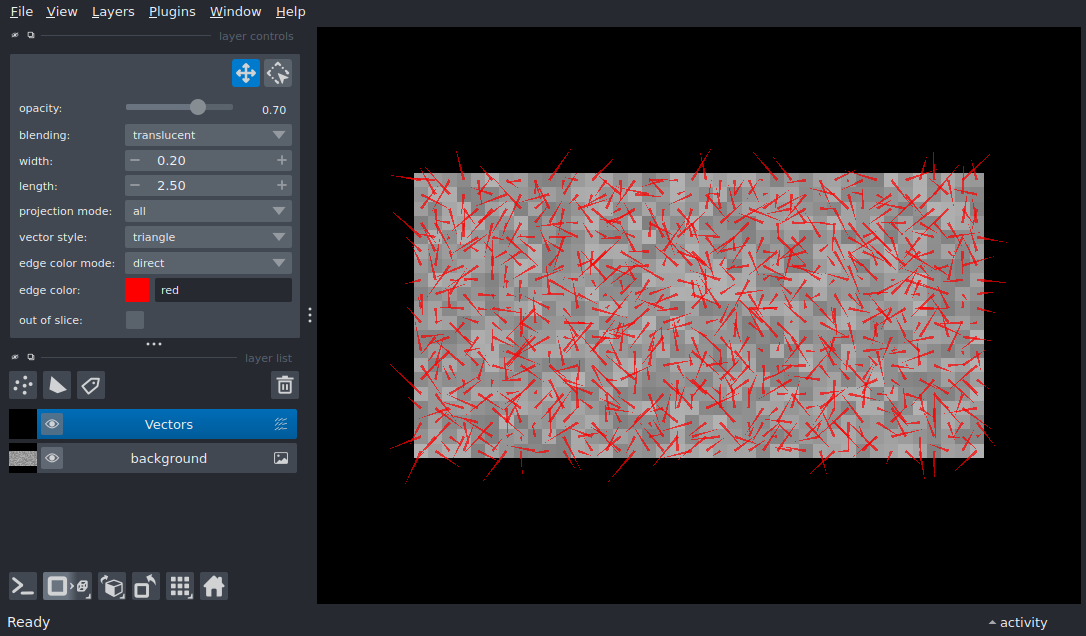 File View Layers Plugins Window Help
layer controls
opacity: 0.70
blending: translucent
width: 0.20
length: 2.50
projection mode: all
vector style: triangle
edge color mode: direct
edge color: red
out of slice:
layer list
Vectors
background
Ready activity